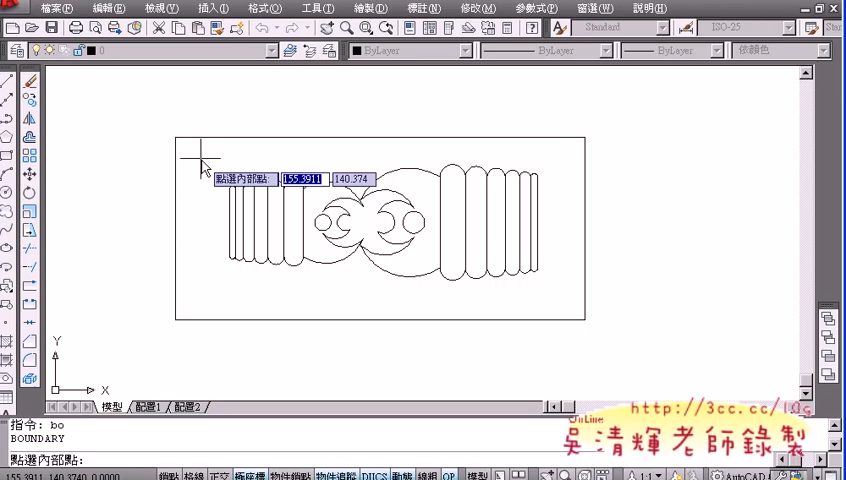 檔案(F) 編輯(E) 檢視(V) 插入(I) 格式(O) 工具(T) 繪製(D) 標註(N) 修改(M) 參數(P) 窗選(W) 說明(H)
Standard ISO-25 Stan
0 ByLayer ByLayer ByLayer 依顏色
點選內部點: 155.3911 140.374
Y
X
模型 配置1 配置2
指令: bo
BOUNDARY
點選內部點:
http://3cc.cc/10g
OnLine
吳清輝老師錄製
155.3911, 140.3740, 0.0000 鎖點 格線 正交 極座標 物件鎖點 物件追蹤 DUCS 動態 線粗 QP 模型 1:1 AutoCAD